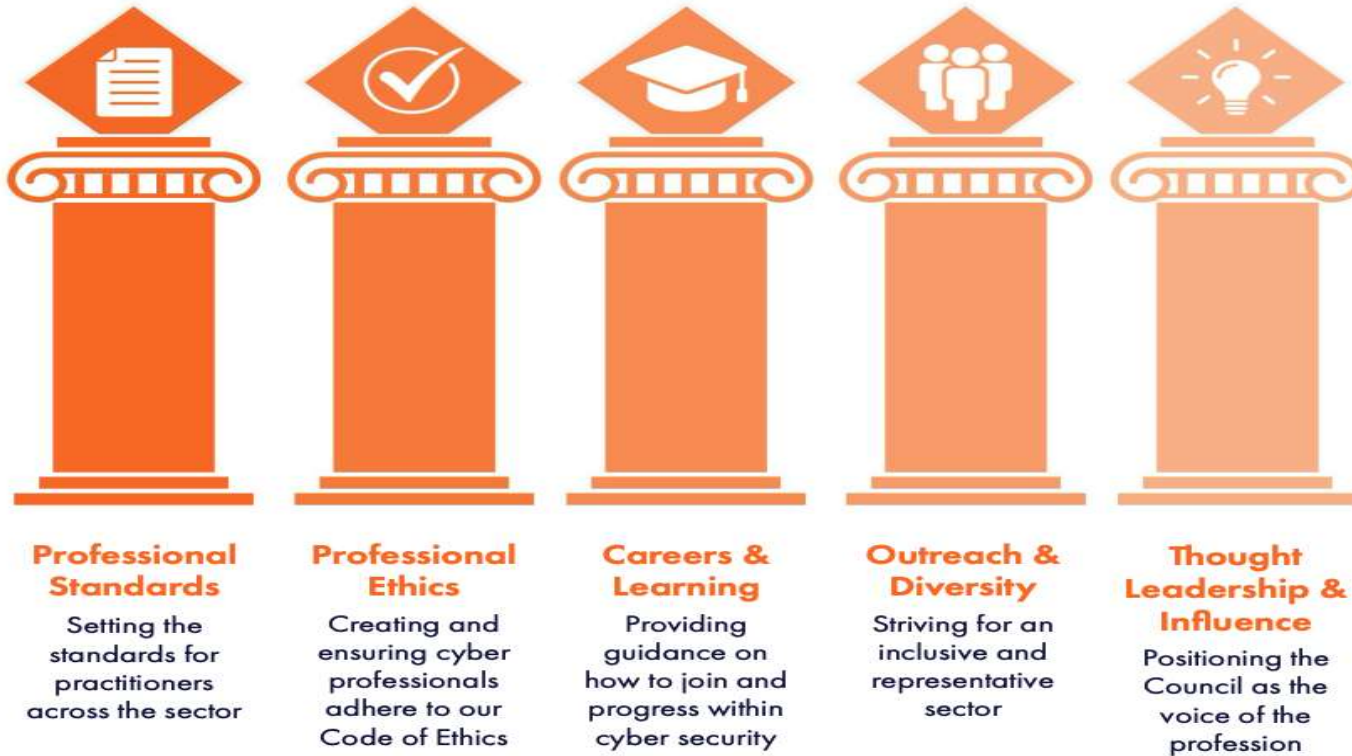 Professional
Standards
Setting the
standards for
practitioners
across the sector
Professional
Ethics
Creating and
ensuring cyber
professionals
adhere to our
Code of Ethics
Careers &
Learning
Providing
guidance on
how to join and
progress within
cyber security
Outreach &
Diversity
Striving for an
inclusive and
representative
sector
Thought
Leadership &
Influence
Positioning the
Council as the
voice of the
profession